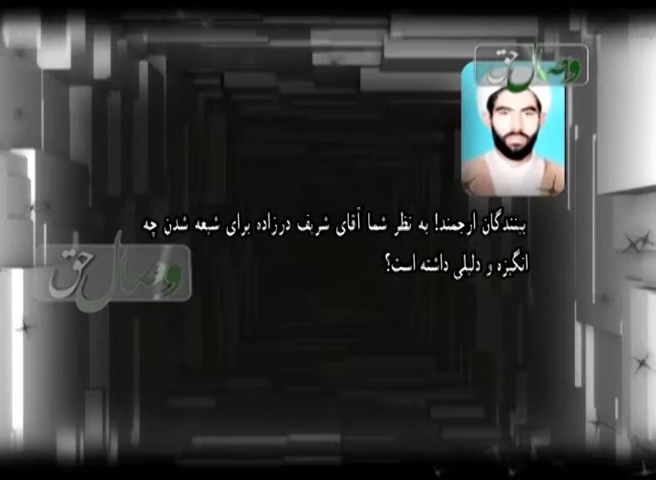 وصال حق
بینندگان ارجمند! به نظر شما آقای شریف درزاده برای شیعه شدن چه
انگیزه و دلیلی داشته است؟
وصال حق